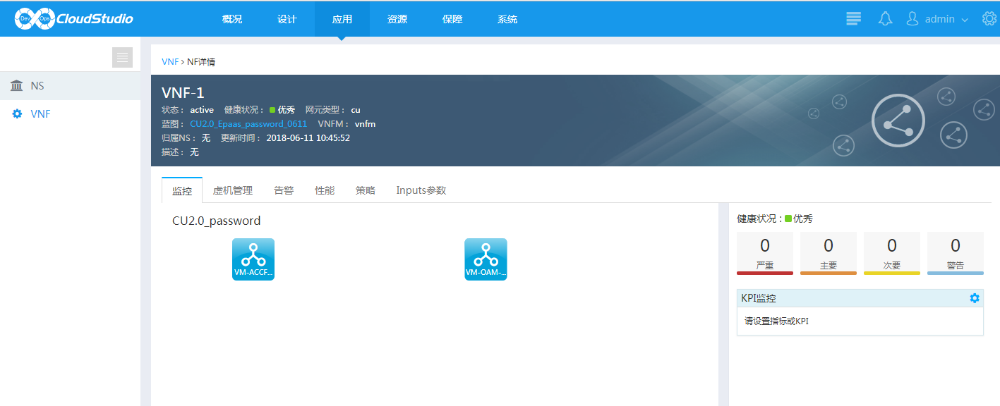 Dev Ops CloudStudio 概况 设计 应用 资源 保障 系统 admin
VNF > NF详情
NS
VNF
VNF-1
状态： active 健康状况： 优秀 网元类型： cu
蓝图： CU2.0_Epaas_password_0611 VNFM： vnfm
归属NS： 无 更新时间： 2018-06-11 10:45:52
描述： 无
监控 虚机管理 告警 性能 策略 Inputs参数
CU2.0_password
VM-ACCF... VM-OAM-...
健康状况 : 优秀
0 0 0 0
严重 主要 次要 警告
KPI监控
请设置指标或KPI